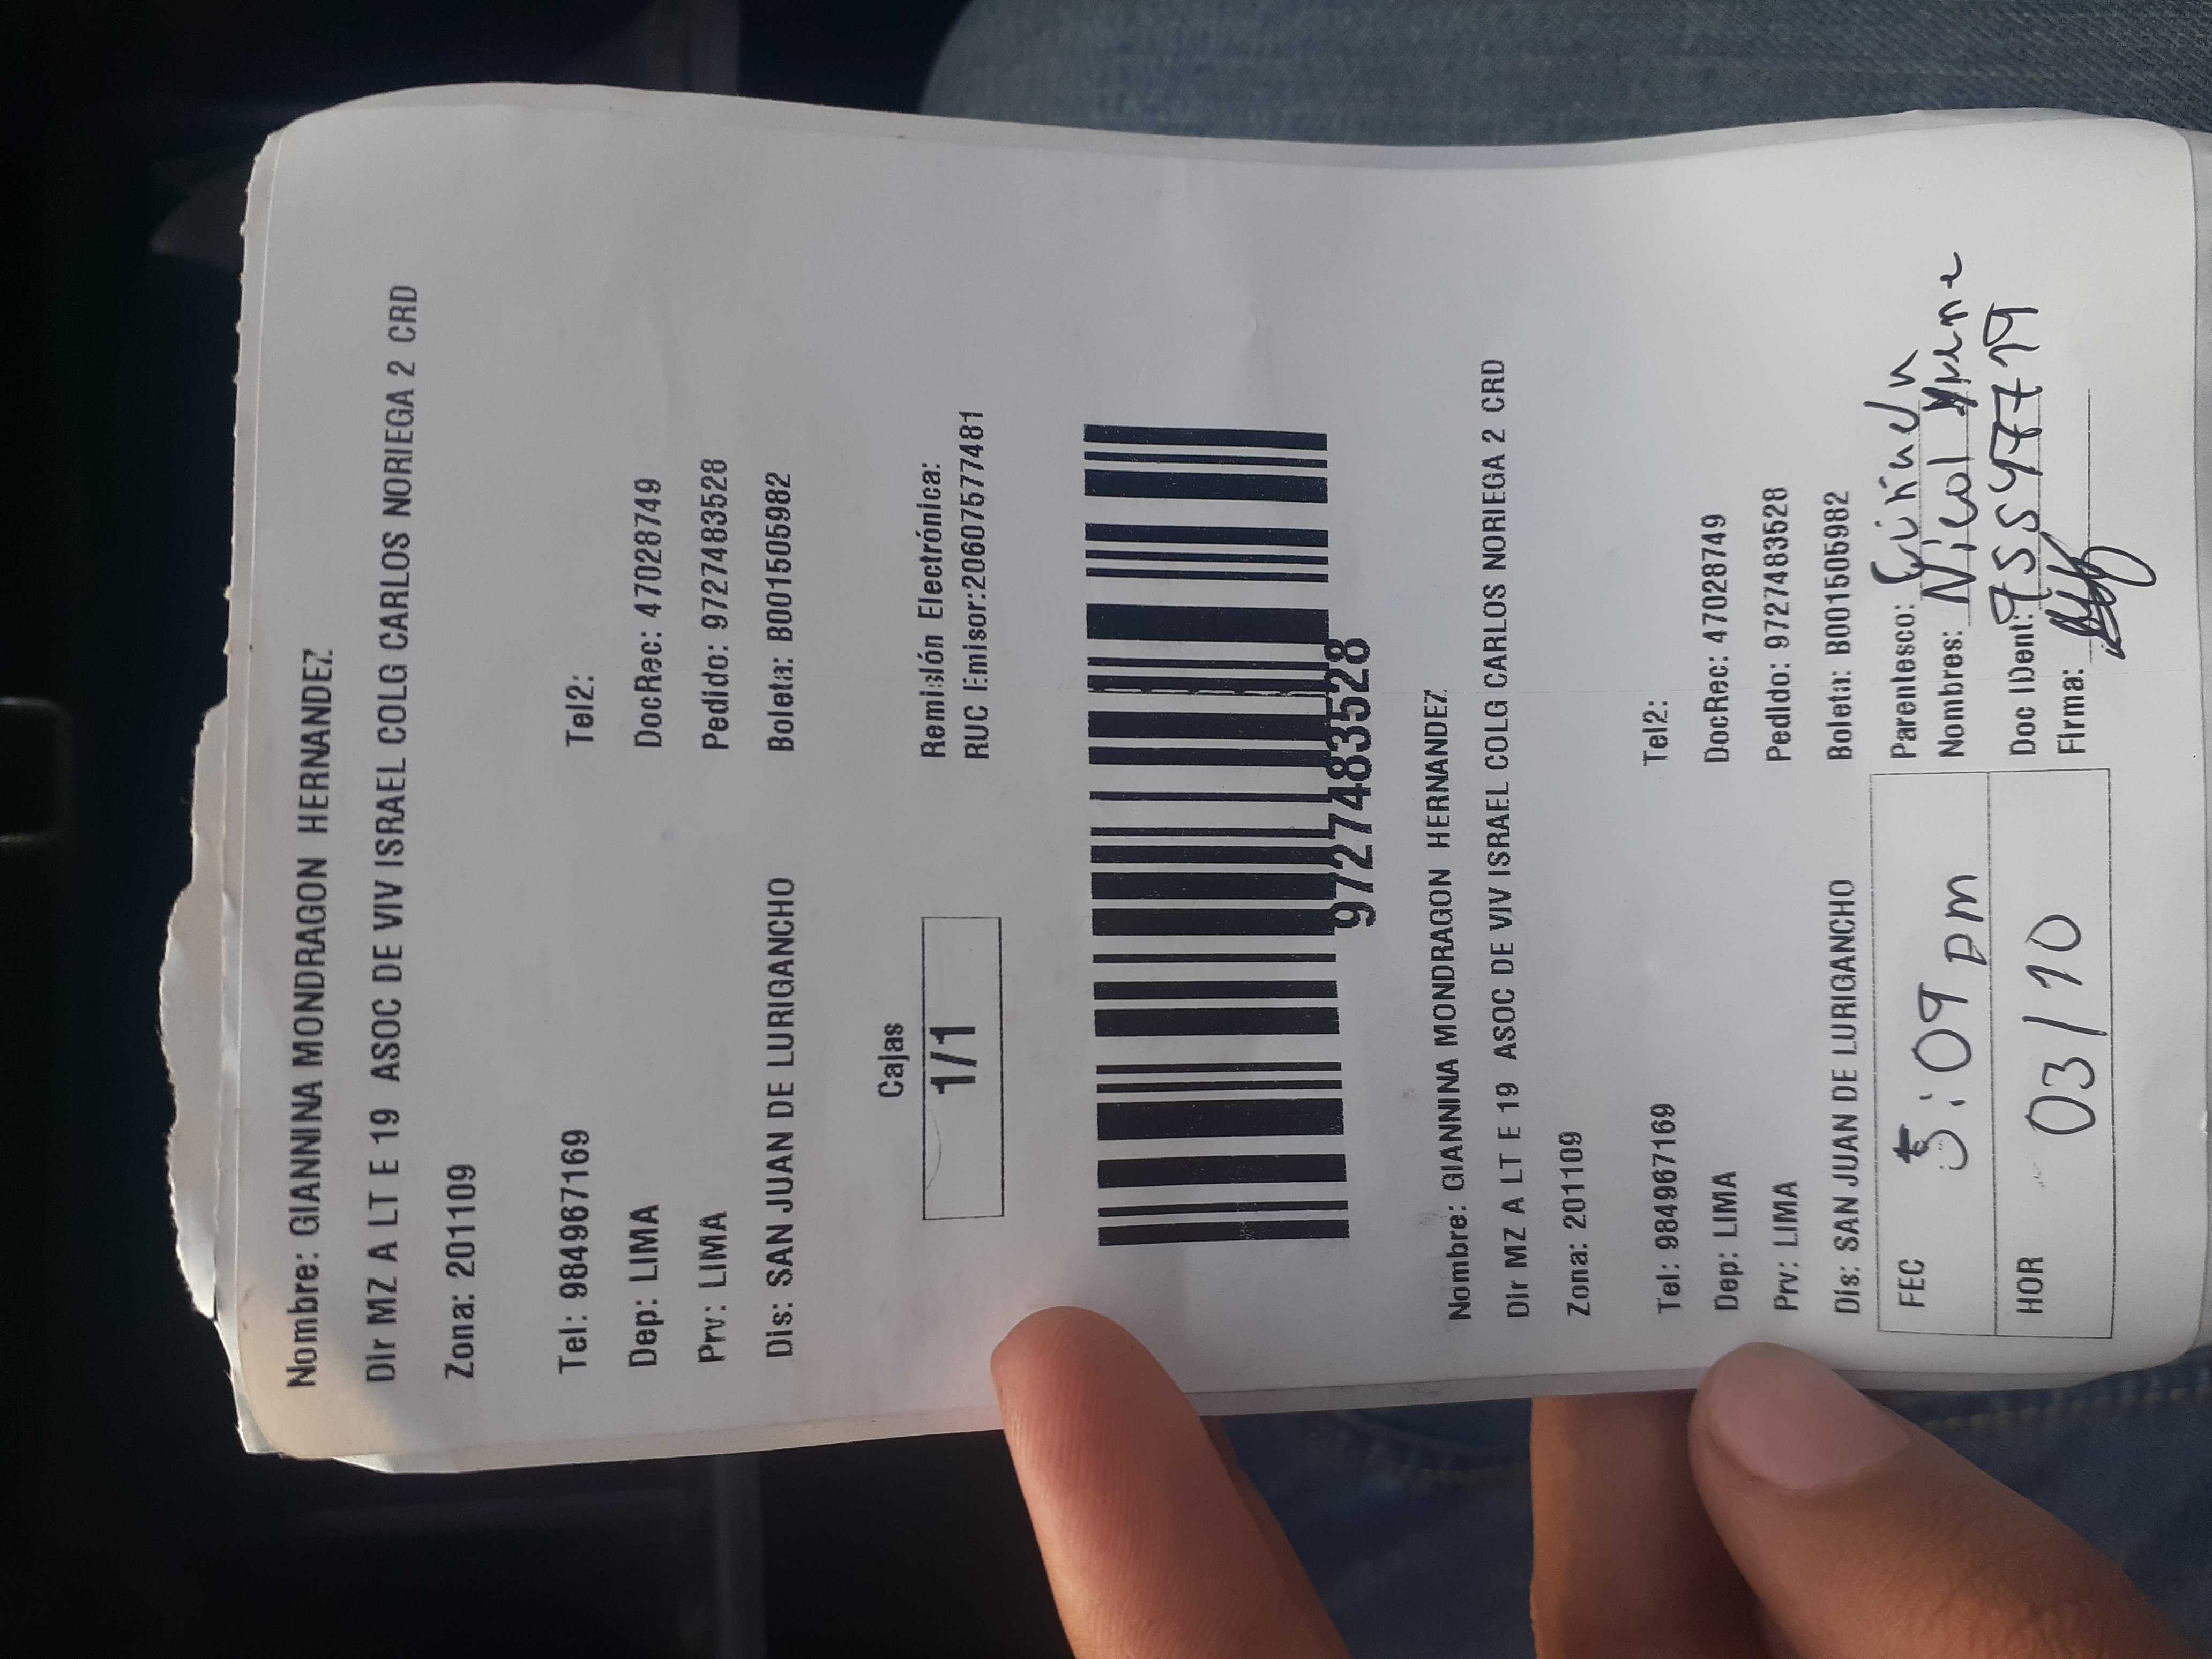 Nombre: GIANNINA MONDRAGON HERNANDEZ
Dir MZ A LT E 19 ASOC DE VIV ISRAEL COLG CARLOS NORIEGA 2 CRD
Zona: 201109
Tel: 984967169 Tel2:
Dep: LIMA DocRec: 47028749
Prv: LIMA Pedido: 9727483528
Dis: SAN JUAN DE LURIGANCHO Boleta: B001505982
Cajas
1/1
Remisión Electrónica:
RUC Emisor:20607577481
9727483528
Nombre: GIANNINA MONDRAGON HERNANDEZ
Dir MZ A LT E 19 ASOC DE VIV ISRAEL COLG CARLOS NORIEGA 2 CRD
Zona: 201109
Tel: 984967169 Tel2:
Dep: LIMA DocRec: 47028749
Prv: LIMA Pedido: 9727483528
Dis: SAN JUAN DE LURIGANCHO Boleta: B001505982
FEC 5:09 pm
HOR 03/10
Parentesco: Cuñada
Nombres: Nicol
Doc IDent: 75547719
Firma: